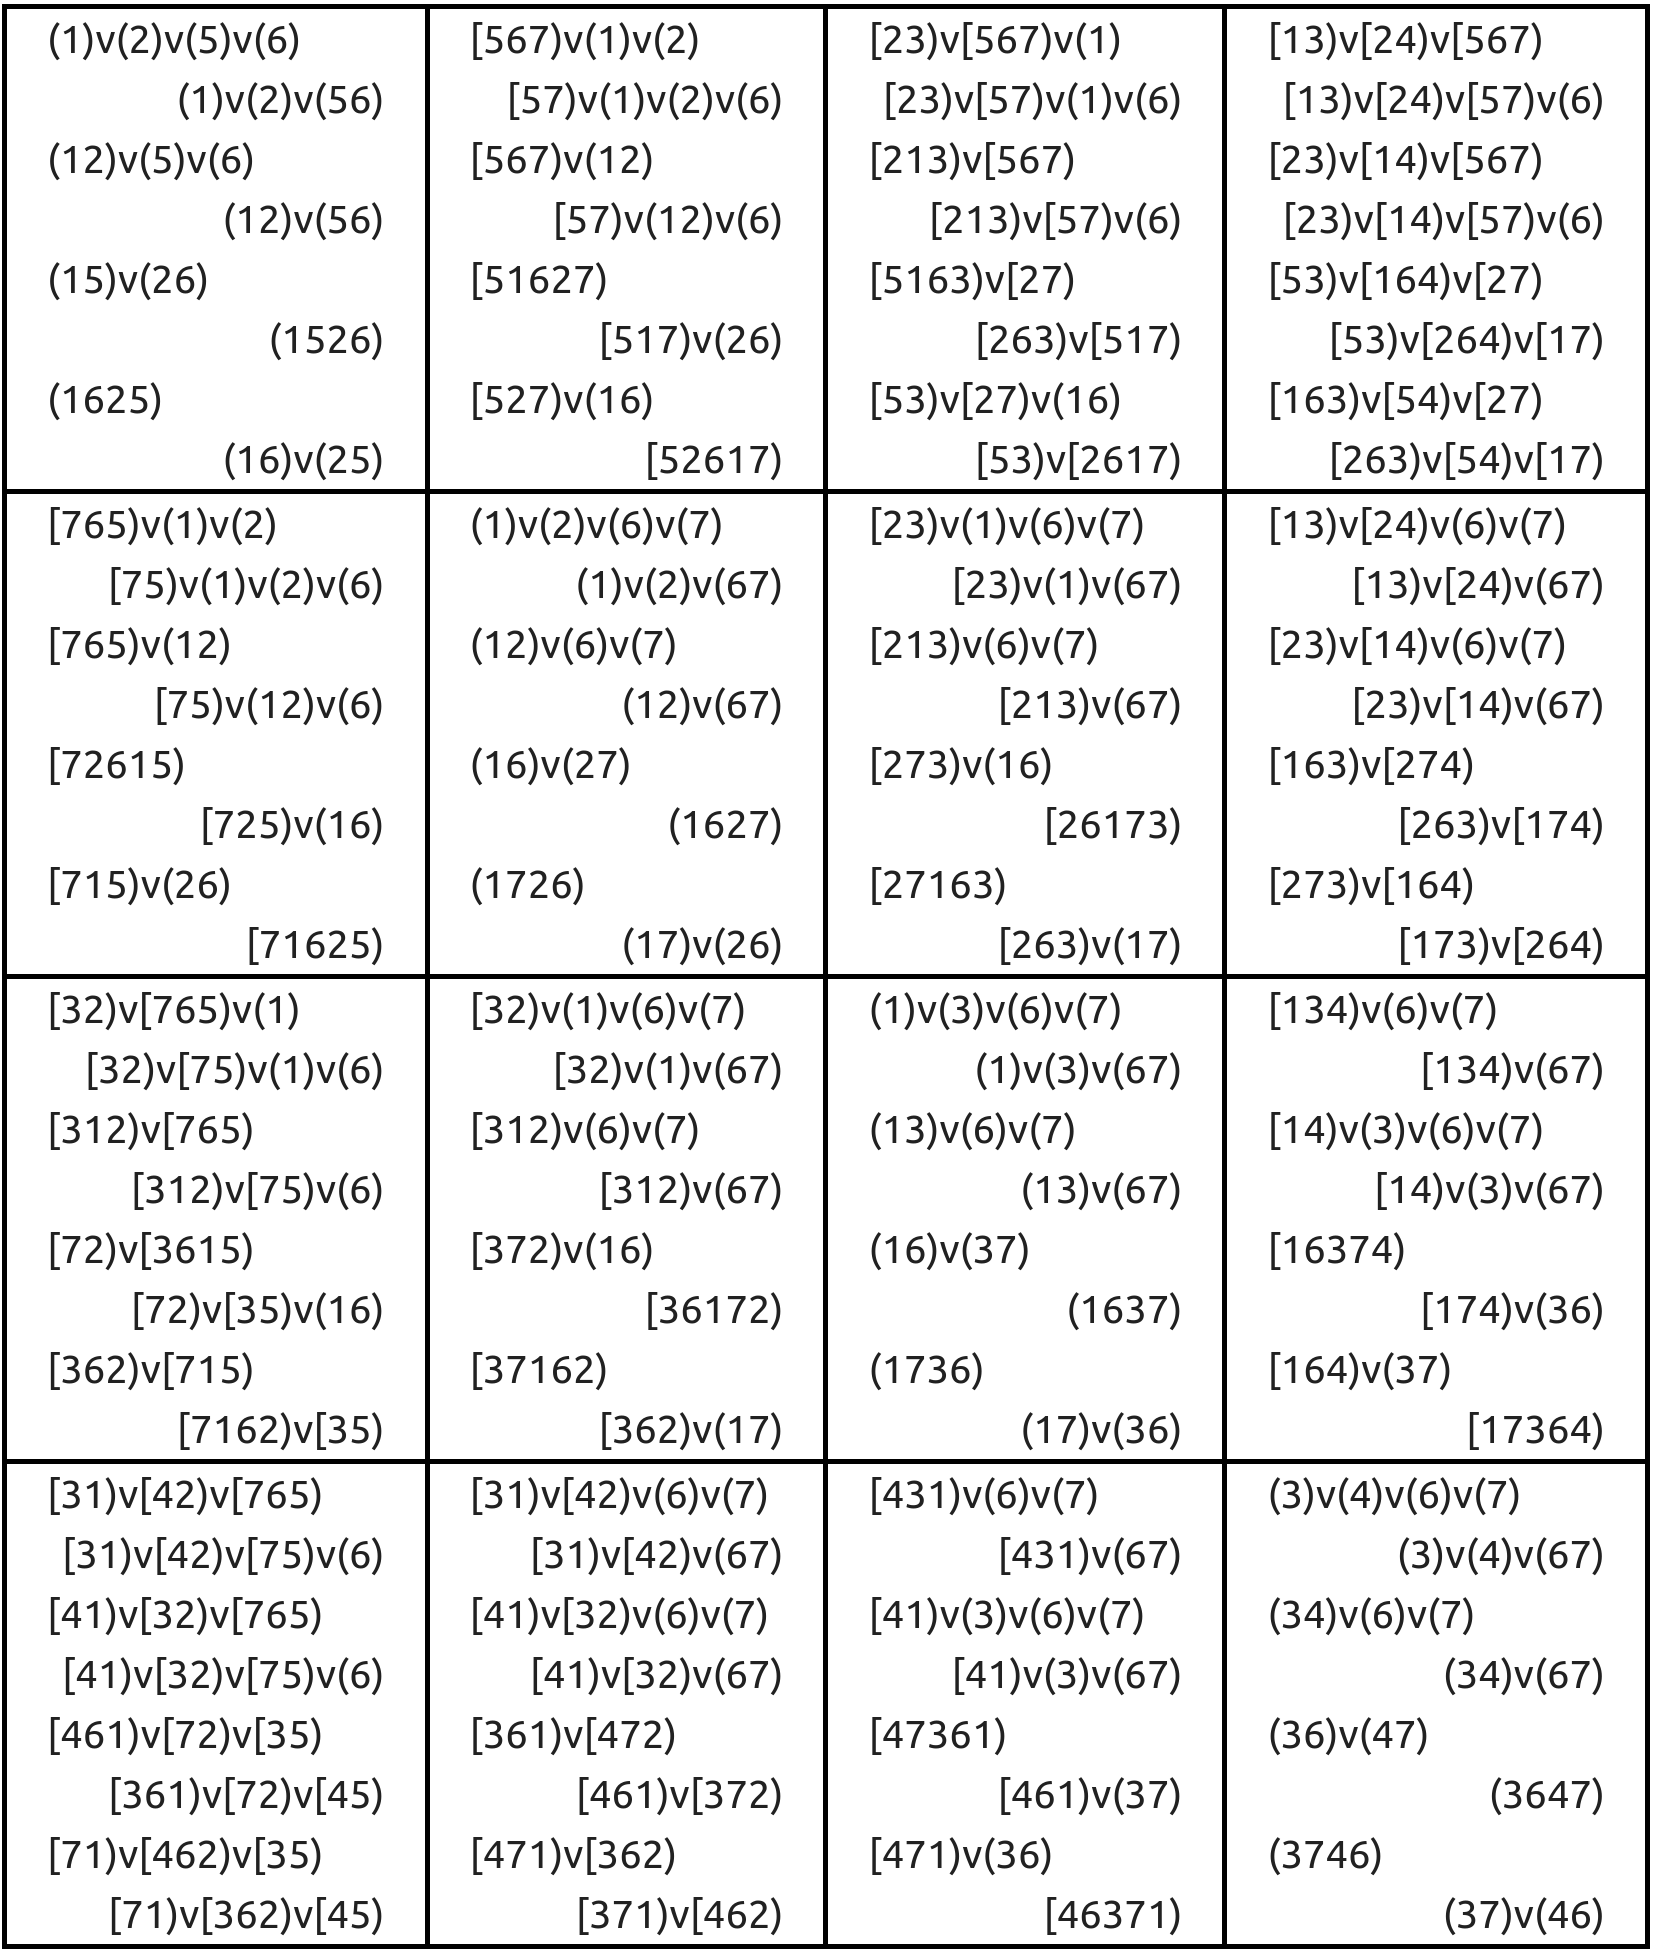 (1)v(2)v(5)v(6)
(1)v(2)v(56)
(12)v(5)v(6)
(12)v(56)
(15)v(26)
(1526)
(1625)
(16)v(25)
[567)v(1)v(2)
[57)v(1)v(2)v(6)
[567)v(12)
[57)v(12)v(6)
[51627)
[517)v(26)
[527)v(16)
[52617)
[23)v[567)v(1)
[23)v[57)v(1)v(6)
[213)v[567)
[213)v[57)v(6)
[5163)v[27)
[263)v[517)
[53)v[27)v(16)
[53)v[2617)
[13)v[24)v[567)
[13)v[24)v[57)v(6)
[23)v[14)v[567)
[23)v[14)v[57)v(6)
[53)v[164)v[27)
[53)v[264)v[17)
[163)v[54)v[27)
[263)v[54)v[17)
[765)v(1)v(2)
[75)v(1)v(2)v(6)
[765)v(12)
[75)v(12)v(6)
[72615)
[725)v(16)
[715)v(26)
[71625)
(1)v(2)v(6)v(7)
(1)v(2)v(67)
(12)v(6)v(7)
(12)v(67)
(16)v(27)
(1627)
(1726)
(17)v(26)
[23)v(1)v(6)v(7)
[23)v(1)v(67)
[213)v(6)v(7)
[213)v(67)
[273)v(16)
[26173)
[27163)
[263)v(17)
[13)v[24)v(6)v(7)
[13)v[24)v(67)
[23)v[14)v(6)v(7)
[23)v[14)v(67)
[163)v[274)
[263)v[174)
[273)v[164)
[173)v[264)
[32)v[765)v(1)
[32)v[75)v(1)v(6)
[312)v[765)
[312)v[75)v(6)
[72)v[3615)
[72)v[35)v(16)
[362)v[715)
[7162)v[35)
[32)v(1)v(6)v(7)
[32)v(1)v(67)
[312)v(6)v(7)
[312)v(67)
[372)v(16)
[36172)
[37162)
[362)v(17)
(1)v(3)v(6)v(7)
(1)v(3)v(67)
(13)v(6)v(7)
(13)v(67)
(16)v(37)
(1637)
(1736)
(17)v(36)
[134)v(6)v(7)
[134)v(67)
[14)v(3)v(6)v(7)
[14)v(3)v(67)
[16374)
[174)v(36)
[164)v(37)
[17364)
[31)v[42)v[765)
[31)v[42)v[75)v(6)
[41)v[32)v[765)
[41)v[32)v[75)v(6)
[461)v[72)v[35)
[361)v[72)v[45)
[71)v[462)v[35)
[71)v[362)v[45)
[31)v[42)v(6)v(7)
[31)v[42)v(67)
[41)v[32)v(6)v(7)
[41)v[32)v(67)
[361)v[472)
[461)v[372)
[471)v[362)
[371)v[462)
[431)v(6)v(7)
[431)v(67)
[41)v(3)v(6)v(7)
[41)v(3)v(67)
[47361)
[461)v(37)
[471)v(36)
[46371)
(3)v(4)v(6)v(7)
(3)v(4)v(67)
(34)v(6)v(7)
(34)v(67)
(36)v(47)
(3647)
(3746)
(37)v(46)